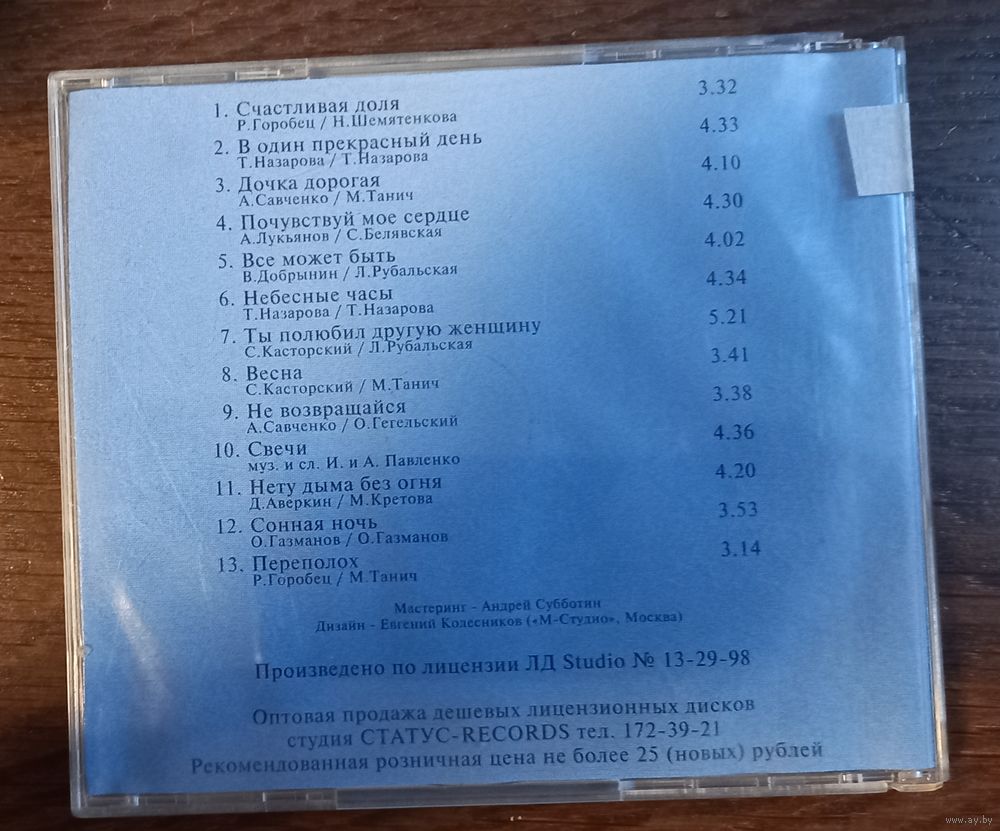 1. Счастливая доля 3.32
Р.Горобец / Н.Шемятенкова
2. В один прекрасный день 4.33
Т.Назарова / Т.Назарова
3. Дочка дорогая 4.10
А.Савченко / М.Танич
4. Почувствуй мое сердце 4.30
А.Лукьянов / С.Белявская
5. Все может быть 4.02
В.Добрынин / Л.Рубальская
6. Небесные часы 4.34
Т.Назарова / Т.Назарова
7. Ты полюбил другую женщину 5.21
С.Касторский / Л.Рубальская
8. Весна 3.41
С.Касторский / М.Танич
9. Не возвращайся 3.38
А.Савченко / О.Гегельский
10. Свечи 4.36
муз. и сл. И. и А. Павленко
11. Нету дыма без огня 4.20
Д.Аверкин / М.Кретова
12. Сонная ночь 3.53
О.Газманов / О.Газманов
13. Переполох 3.14
Р.Горобец / М.Танич
Мастеринг - Андрей Субботин
Дизайн - Евгений Колесников («М-Студио», Москва)
Произведено по лицензии ЛД Studio № 13-29-98
Оптовая продажа дешевых лицензионных дисков
студия СТАТУС-RECORDS тел. 172-39-21
Рекомендованная розничная цена не более 25 (новых) рублей
www.ay.by